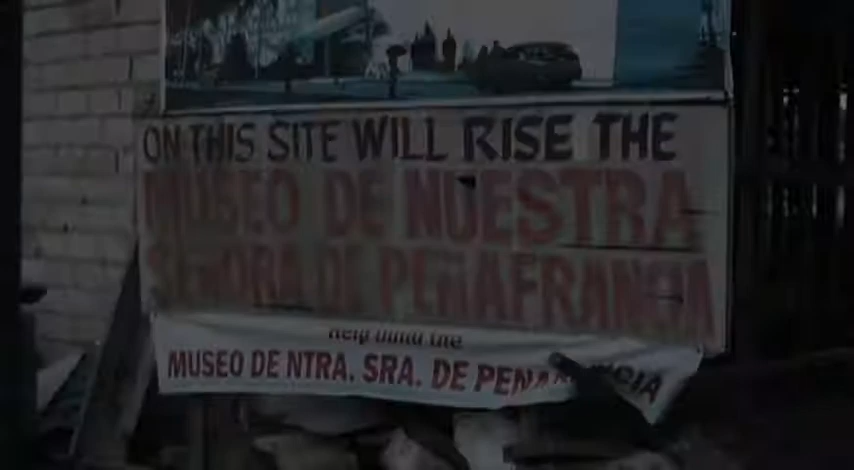 ON THIS SITE WILL RISE THE
MUSEO DE NUESTRA
SEÑORA DE PEÑAFRANCIA
help build the
MUSEO DE NTRA. SRA. DE PEÑAFRANCIA